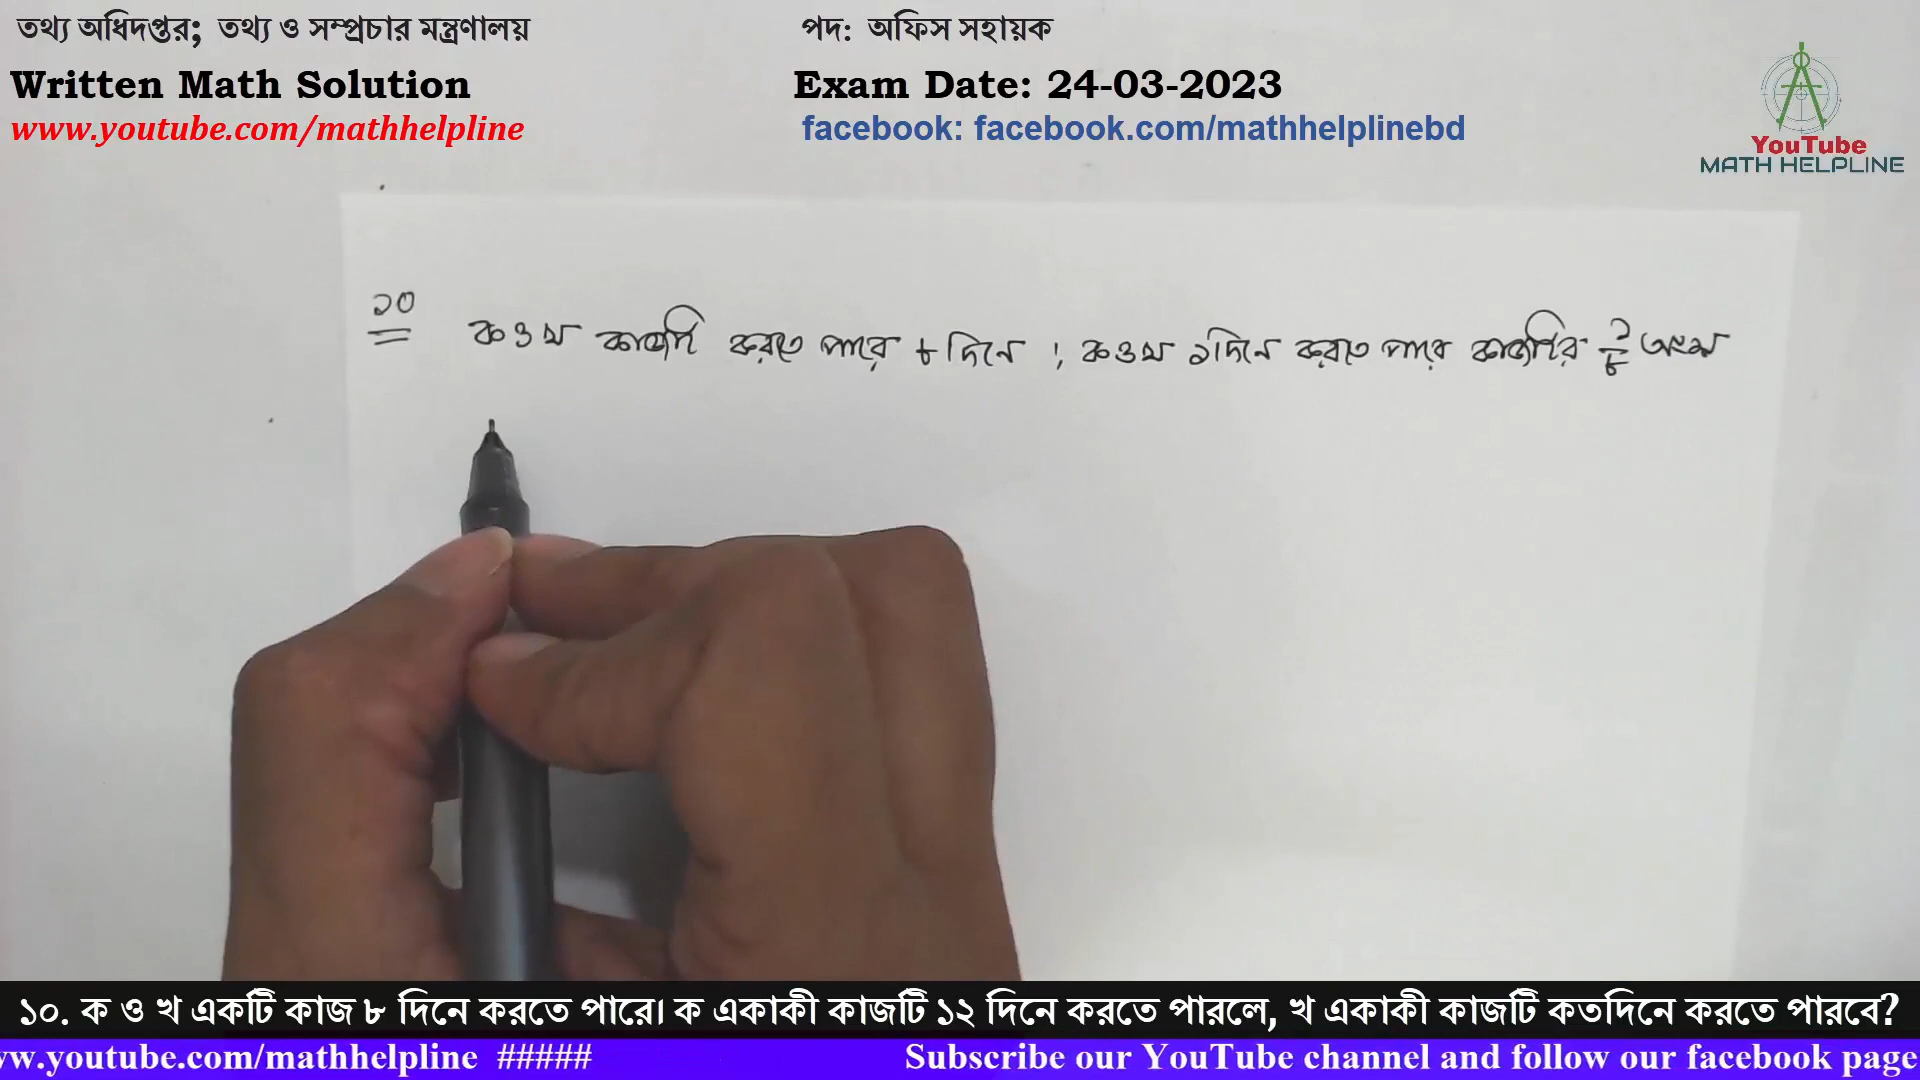 তথ্য অধিদপ্তর; তথ্য ও সম্প্রচার মন্ত্রণালয়
পদ: অফিস সহায়ক
Written Math Solution
Exam Date: 24-03-2023
www.youtube.com/mathhelpline
facebook: facebook.com/mathhelplinebd
YouTube
MATH HELPLINE
১০ ক ও খ কাজটি করতে পারে ৮ দিনে ; ক ও খ ১ দিনে করতে পারে কাজটির ১/৮ অংশ
১০. ক ও খ একটি কাজ ৮ দিনে করতে পারে। ক একাকী কাজটি ১২ দিনে করতে পারলে, খ একাকী কাজটি কতদিনে করতে পারবে?
w.youtube.com/mathhelpline ##### Subscribe our YouTube channel and follow our facebook page